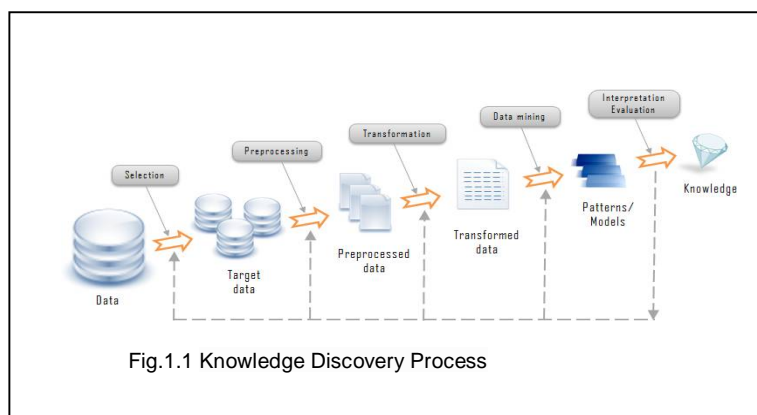 Interpretation
Evaluation
Data mining
Transformation
Preprocessing
Selection
Knowledge
Patterns/
Models
Transformed
data
Preprocessed
data
Target
data
Data
Fig.1.1 Knowledge Discovery Process